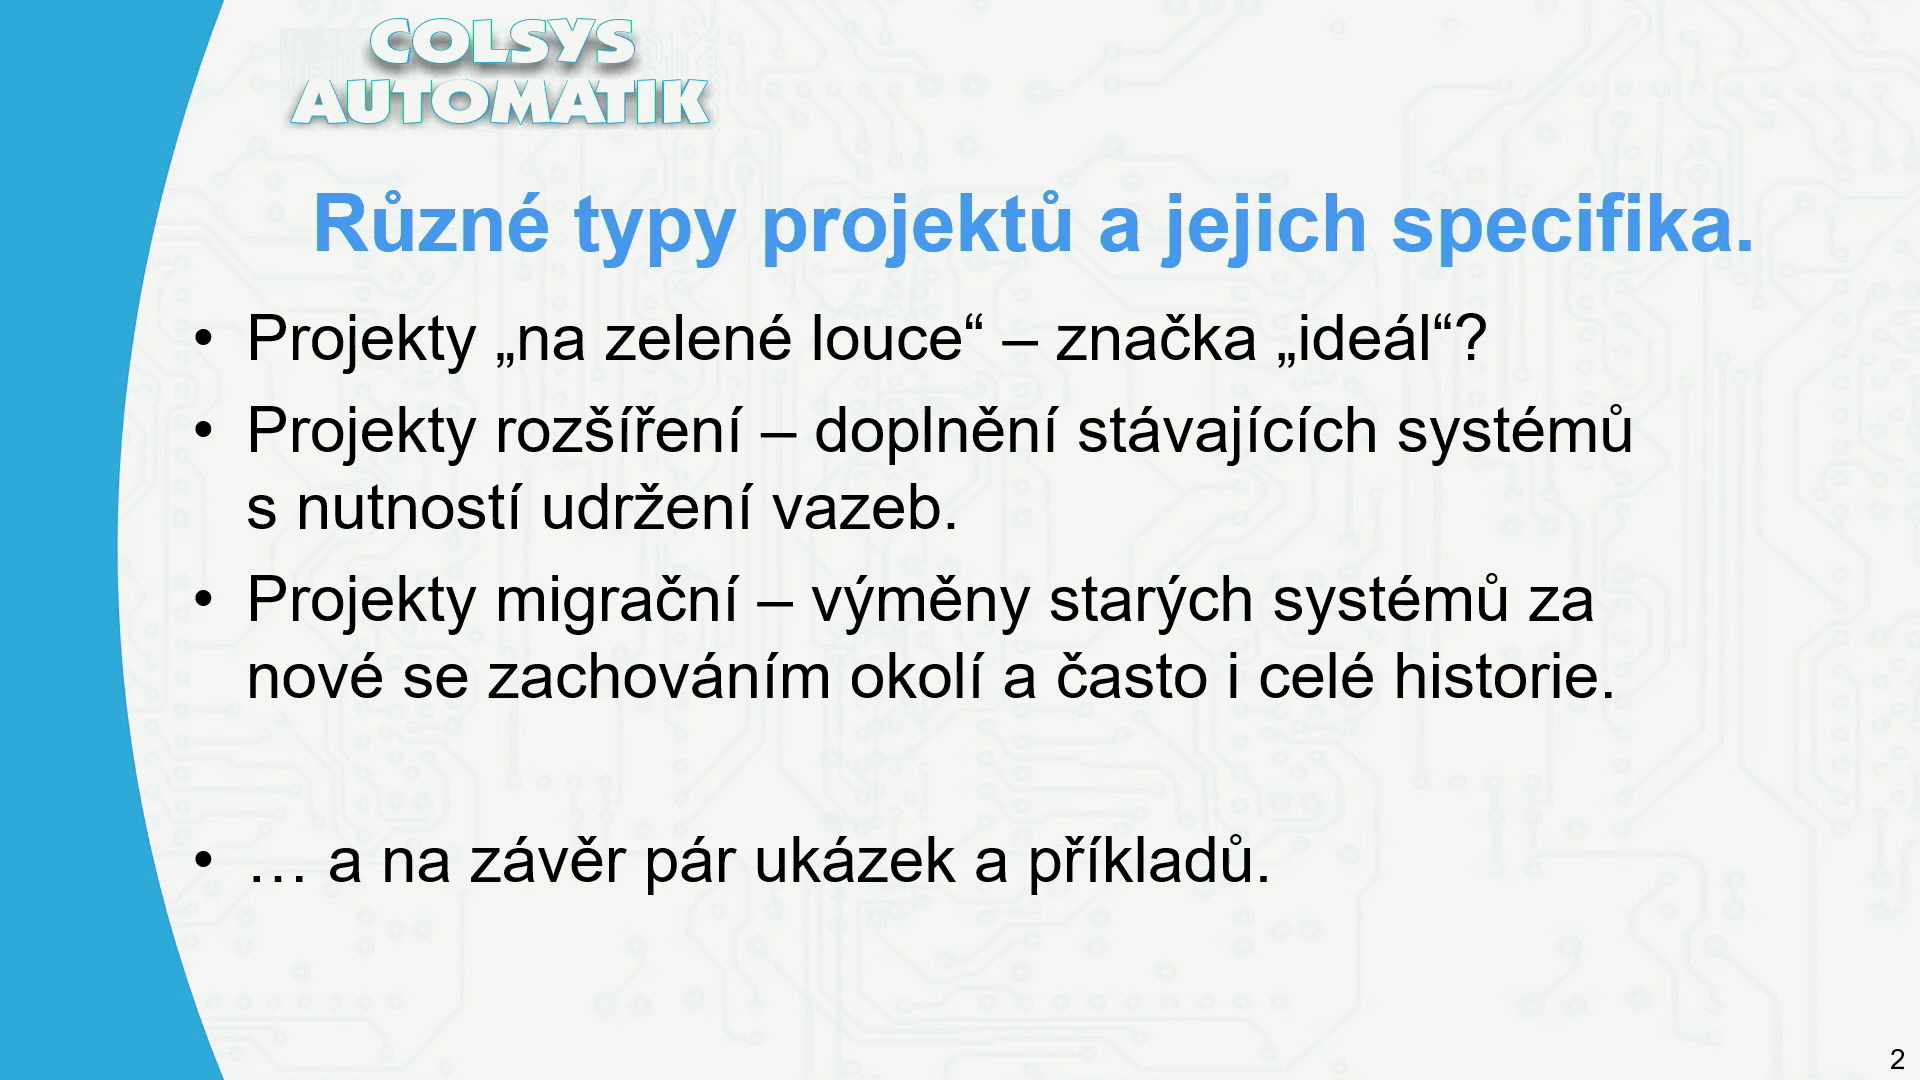 COLSYS
AUTOMATIK
Různé typy projektů a jejich specifika.
• Projekty „na zelené louce“ – značka „ideál“?
• Projekty rozšíření – doplnění stávajících systémů
s nutností udržení vazeb.
• Projekty migrační – výměny starých systémů za
nové se zachováním okolí a často i celé historie.
• … a na závěr pár ukázek a příkladů.
2